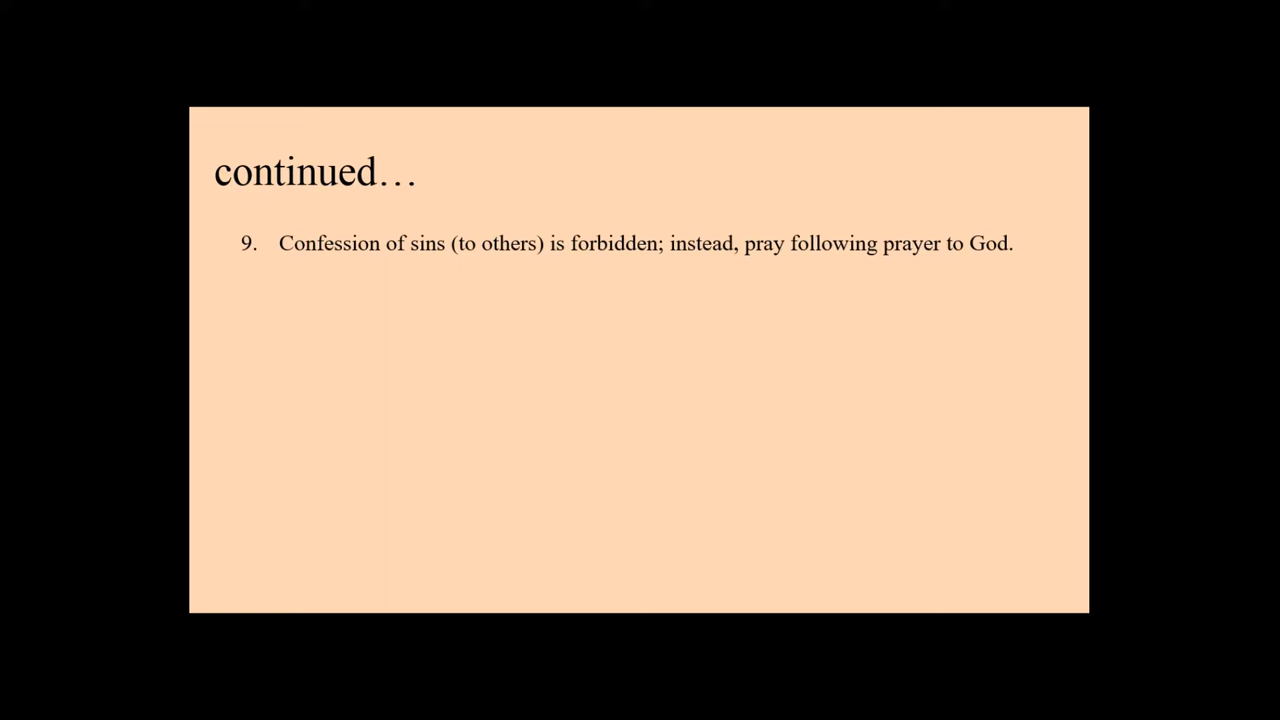 continued…
9. Confession of sins (to others) is forbidden; instead, pray following prayer to God.